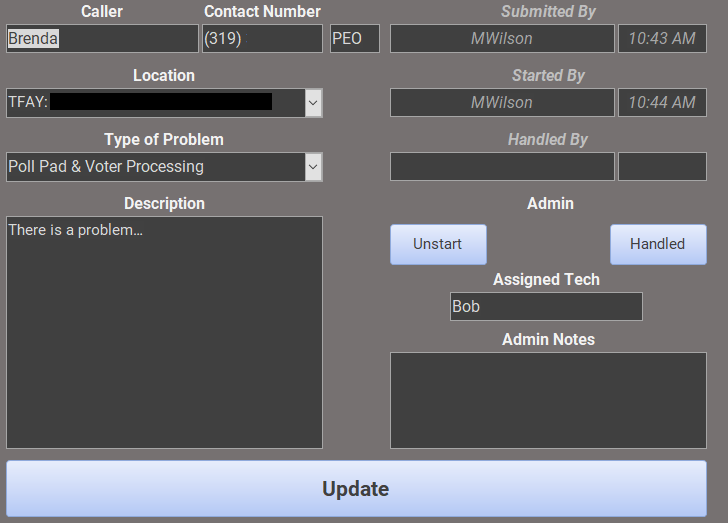 Caller
Contact Number
Submitted By
Brenda
(319)
PEO
MWilson
10:43 AM
Location
Started By
TFAY:
MWilson
10:44 AM
Type of Problem
Handled By
Poll Pad & Voter Processing
Description
Admin
There is a problem...
Unstart
Handled
Assigned Tech
Bob
Admin Notes
Update